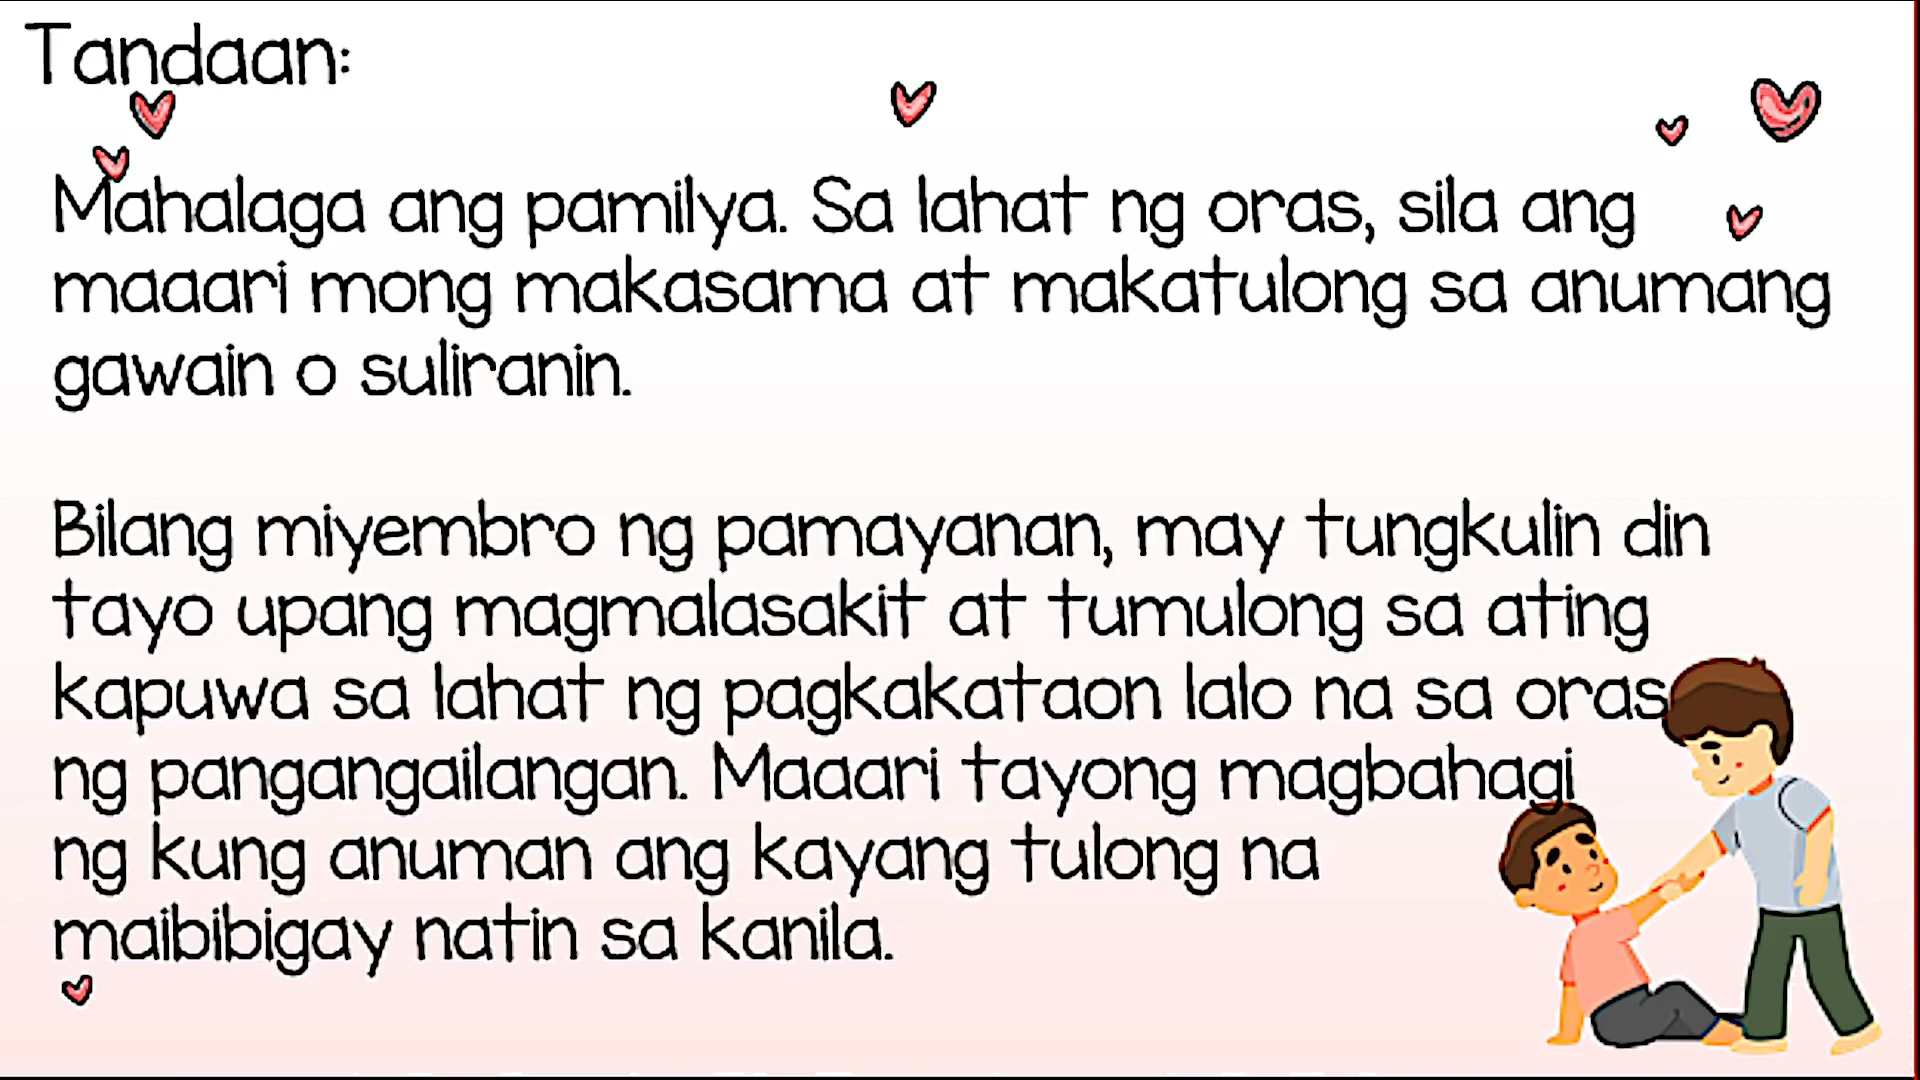 Tandaan:
Mahalaga ang pamilya. Sa lahat ng oras, sila ang
maaari mong makasama at makatulong sa anumang
gawain o suliranin.
Bilang miyembro ng pamayanan, may tungkulin din
tayo upang magmalasakit at tumulong sa ating
kapuwa sa lahat ng pagkakataon lalo na sa oras
ng pangangailangan. Maaari tayong magbahagi
ng kung anuman ang kayang tulong na
maibibigay natin sa kanila.